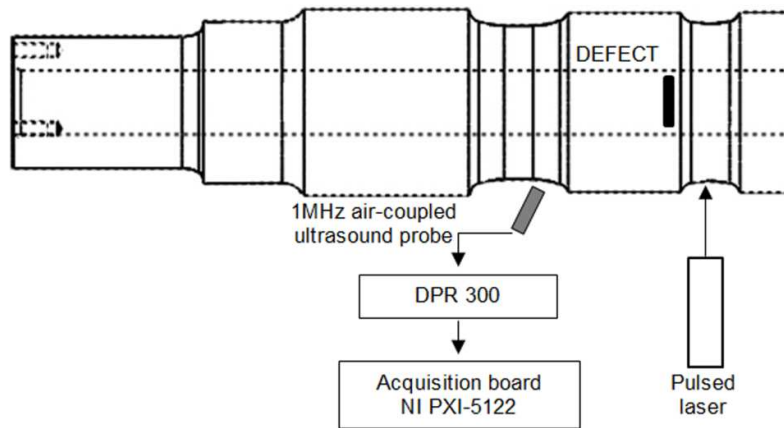 DEFECT
1MHz air-coupled
ultrasound probe
DPR 300
Acquisition board
NI PXI-5122
Pulsed
laser